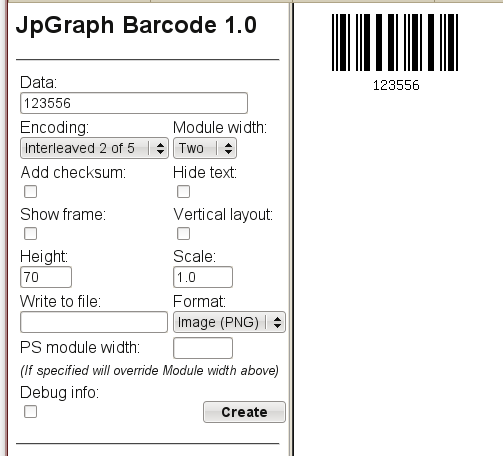 JpGraph Barcode 1.0
Data:
123556
Encoding: Module width:
Interleaved 2 of 5 Two
Add checksum: Hide text:
Show frame: Vertical layout:
Height: Scale:
70 1.0
Write to file: Format:
Image (PNG)
PS module width:
(If specified will override Module width above)
Debug info:
Create
123556